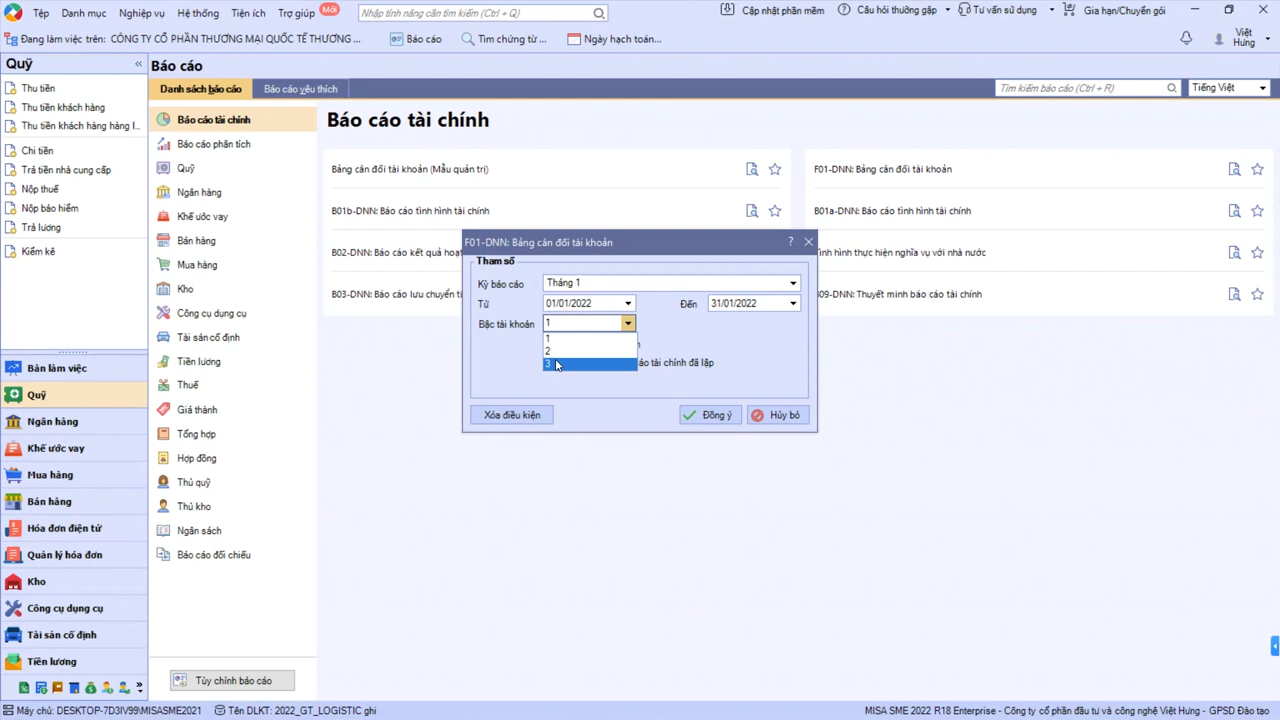 Tệp Danh mục Nghiệp vụ Hệ thống Tiện ích Trợ giúp Mới Nhập tính năng cần tìm kiếm (Ctrl + Q) Cập nhật phần mềm Câu hỏi thường gặp Tư vấn sử dụng Gia hạn/Chuyển gói
Đang làm việc trên: CÔNG TY CỔ PHẦN THƯƠNG MẠI QUỐC TẾ THƯƠNG ... Báo cáo Tìm chứng từ ... Ngày hạch toán... Việt Hưng
Quỹ «
Thu tiền
Thu tiền khách hàng
Thu tiền khách hàng hàng l...
Chi tiền
Trả tiền nhà cung cấp
Nộp thuế
Nộp bảo hiểm
Trả lương
Kiểm kê
Bàn làm việc
Quỹ
Ngân hàng
Khế ước vay
Mua hàng
Bán hàng
Hóa đơn điện tử
Quản lý hóa đơn
Kho
Công cụ dụng cụ
Tài sản cố định
Tiền lương
Báo cáo
Danh sách báo cáo Báo cáo yêu thích Tìm kiếm báo cáo (Ctrl + R) Tiếng Việt
Báo cáo tài chính
Báo cáo phân tích
Quỹ
Ngân hàng
Khế ước vay
Bán hàng
Mua hàng
Kho
Công cụ dụng cụ
Tài sản cố định
Tiền lương
Thuế
Giá thành
Tổng hợp
Hợp đồng
Thủ quỹ
Thủ kho
Ngân sách
Báo cáo đối chiếu
Tùy chỉnh báo cáo
Báo cáo tài chính
Bảng cân đối tài khoản (Mẫu quản trị) F01-DNN: Bảng cân đối tài khoản
B01b-DNN: Báo cáo tình hình tài chính B01a-DNN: Báo cáo tình hình tài chính
B02-DNN: Báo cáo kết quả hoạt ình hình thực hiện nghĩa vụ với nhà nước
B03-DNN: Báo cáo lưu chuyển ti 09-DNN: Thuyết minh báo cáo tài chính
F01-DNN: Bảng cân đối tài khoản ?
Tham số
Kỳ báo cáo Tháng 1
Từ 01/01/2022 Đến 31/01/2022
Bậc tài khoản 1
1
2
3 áo tài chính đã lập
Xóa điều kiện Đồng ý Hủy bỏ
Máy chủ: DESKTOP-7D3IV99\MISASME2021 Tên DLKT: 2022_GT_LOGISTIC ghi MISA SME 2022 R18 Enterprise - Công ty cổ phần đầu tư và công nghệ Việt Hưng - GPSD Đào tạo